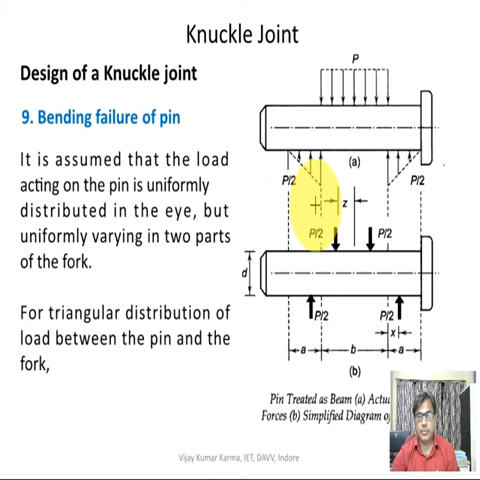 Knuckle Joint
Design of a Knuckle joint
9. Bending failure of pin
It is assumed that the load
acting on the pin is uniformly
distributed in the eye, but
uniformly varying in two parts
of the fork.
For triangular distribution of
load between the pin and the
fork,
P
(a)
P/2
P/2
z
P/2
P/2
d
P/2
P/2
x
a
b
a
(b)
Pin Treated as Beam (a) Actu
Forces (b) Simplified Diagram o
Vijay Kumar Karma, IET, DAVV, Indore